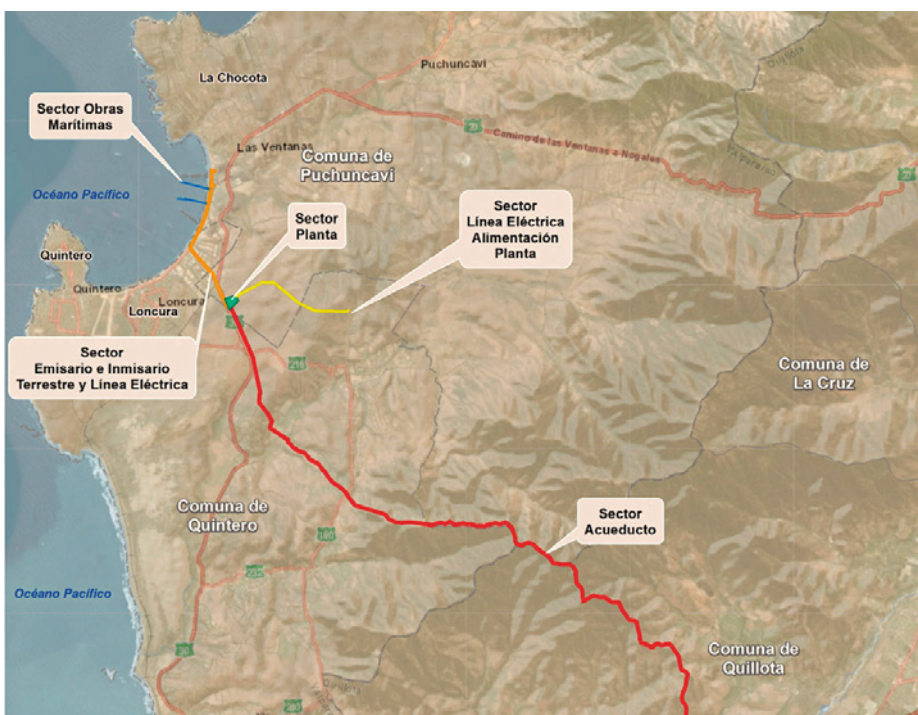 Puchuncaví
La Chocota
Sector Obras
Marítimas
Las Ventanas
Comuna de
Puchuncaví
20
Camino de las Ventanas a Nogales
Océano Pacífico
Sector
Planta
Sector
Línea Eléctrica
Alimentación
Planta
Quintero
Quintero
Loncura
Loncura
Sector
Emisario e Inmisario
Terrestre y Línea Eléctrica
Comuna de
La Cruz
Comuna de
Quintero
Sector
Acueducto
Océano Pacífico
30
Comuna de
Quillota